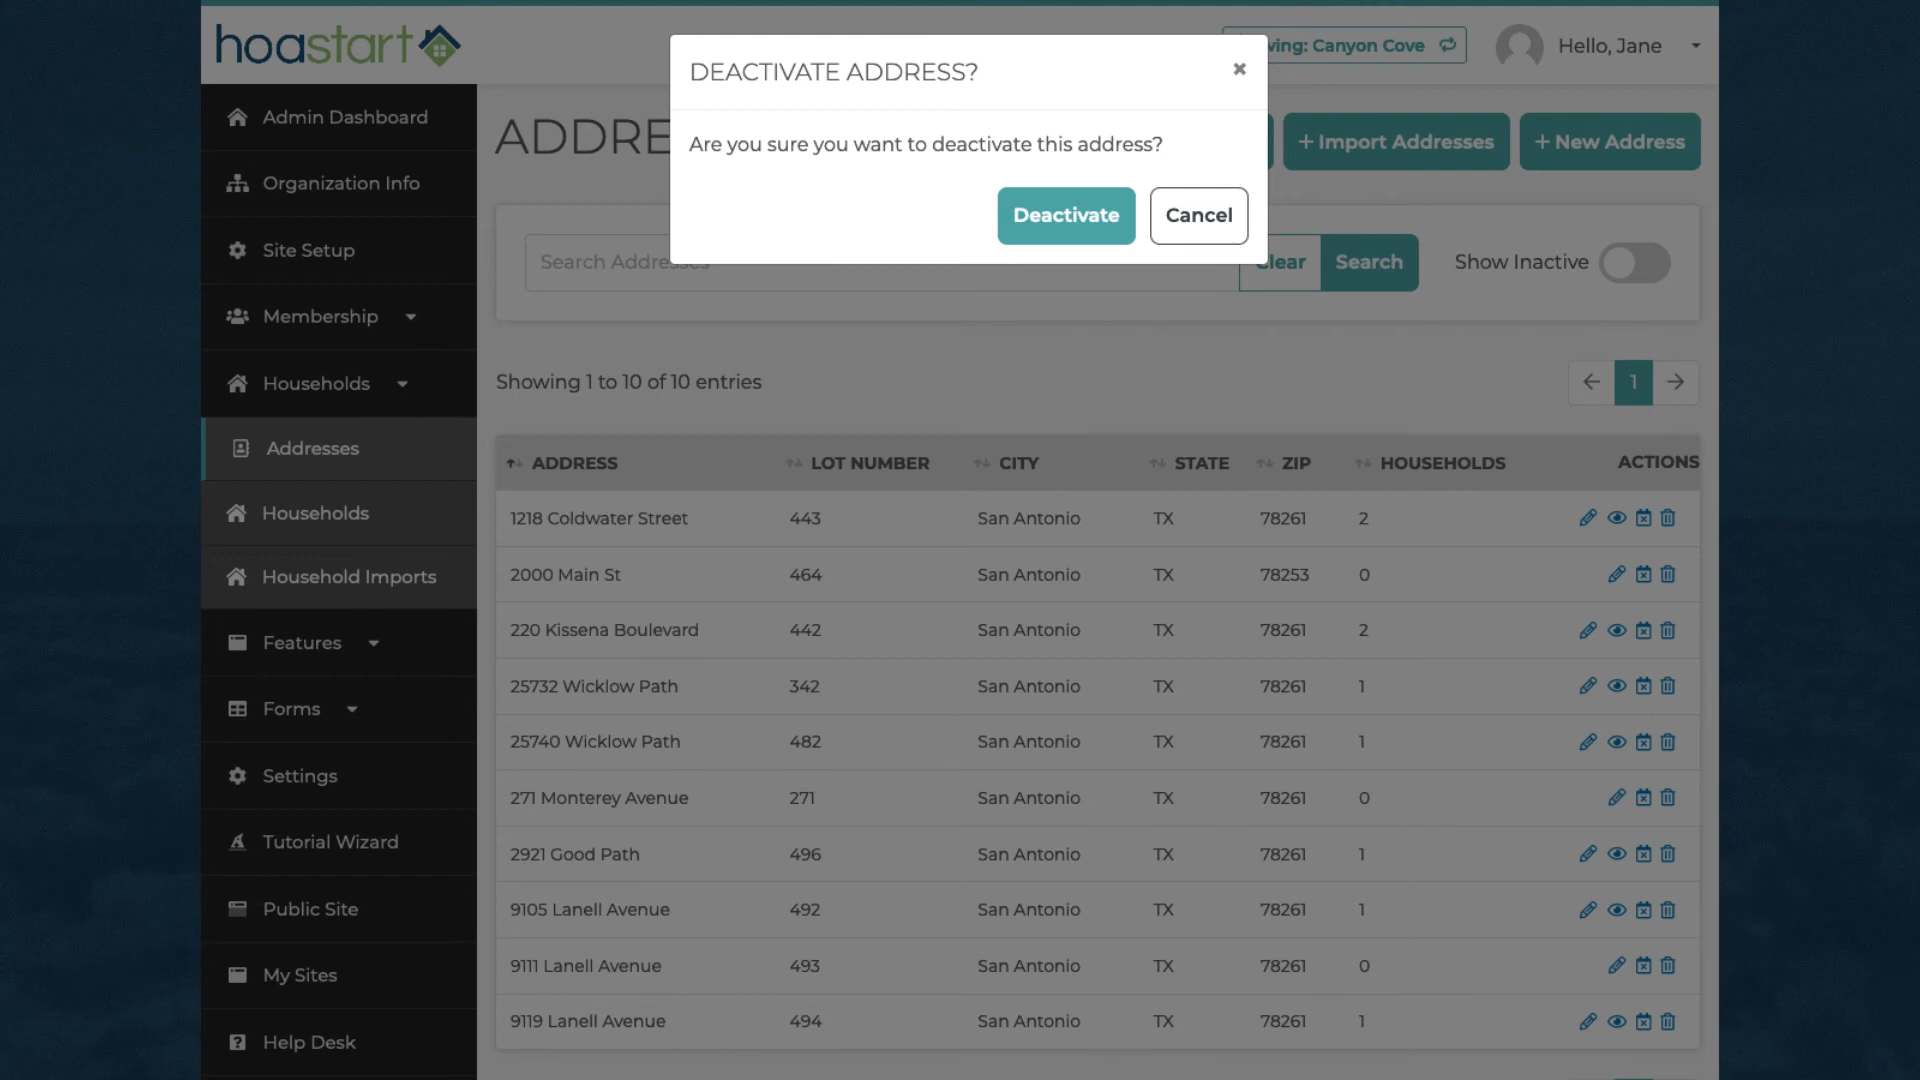 hoastart
ving: Canyon Cove
Hello, Jane
DEACTIVATE ADDRESS?
×
Are you sure you want to deactivate this address?
Deactivate
Cancel
Admin Dashboard
Organization Info
Site Setup
Membership
Households
Addresses
Households
Household Imports
Features
Forms
Settings
Tutorial Wizard
Public Site
My Sites
Help Desk
ADDRE
+ Import Addresses
+ New Address
Search Addresses
Clear
Search
Show Inactive
Showing 1 to 10 of 10 entries
← 1 →
ADDRESS LOT NUMBER CITY STATE ZIP HOUSEHOLDS ACTIONS
1218 Coldwater Street 443 San Antonio TX 78261 2
2000 Main St 464 San Antonio TX 78253 0
220 Kissena Boulevard 442 San Antonio TX 78261 2
25732 Wicklow Path 342 San Antonio TX 78261 1
25740 Wicklow Path 482 San Antonio TX 78261 1
271 Monterey Avenue 271 San Antonio TX 78261 0
2921 Good Path 496 San Antonio TX 78261 1
9105 Lanell Avenue 492 San Antonio TX 78261 1
9111 Lanell Avenue 493 San Antonio TX 78261 0
9119 Lanell Avenue 494 San Antonio TX 78261 1